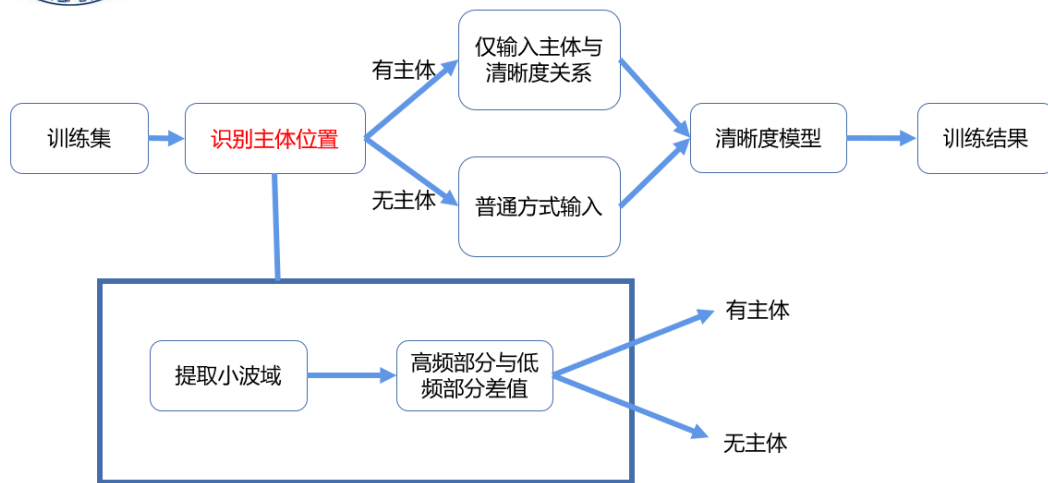 仅输入主体与
清晰度关系
有主体
训练集
识别主体位置
清晰度模型
训练结果
无主体
普通方式输入
有主体
提取小波域
高频部分与低
频部分差值
无主体